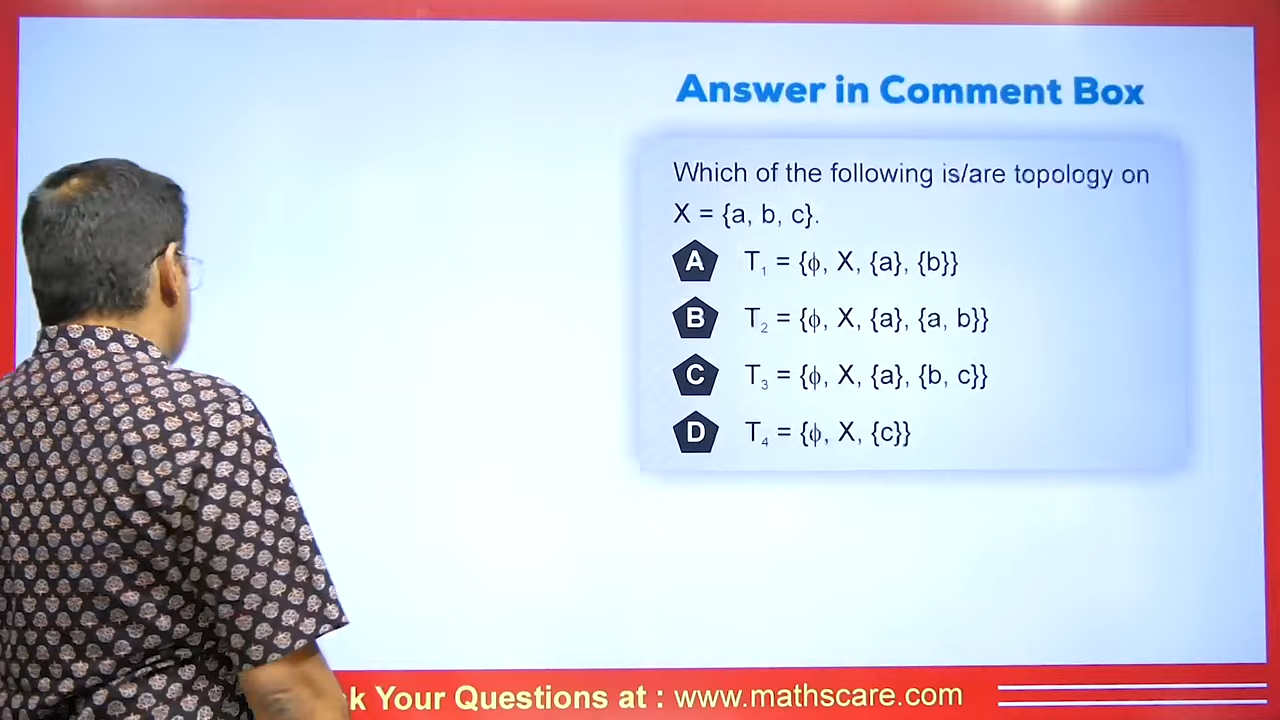 Answer in Comment Box
Which of the following is/are topology on
X = {a, b, c}.
A T₁ = {ϕ, X, {a}, {b}}
B T₂ = {ϕ, X, {a}, {a, b}}
C T₃ = {ϕ, X, {a}, {b, c}}
D T₄ = {ϕ, X, {c}}
Your Questions at : www.mathscare.com